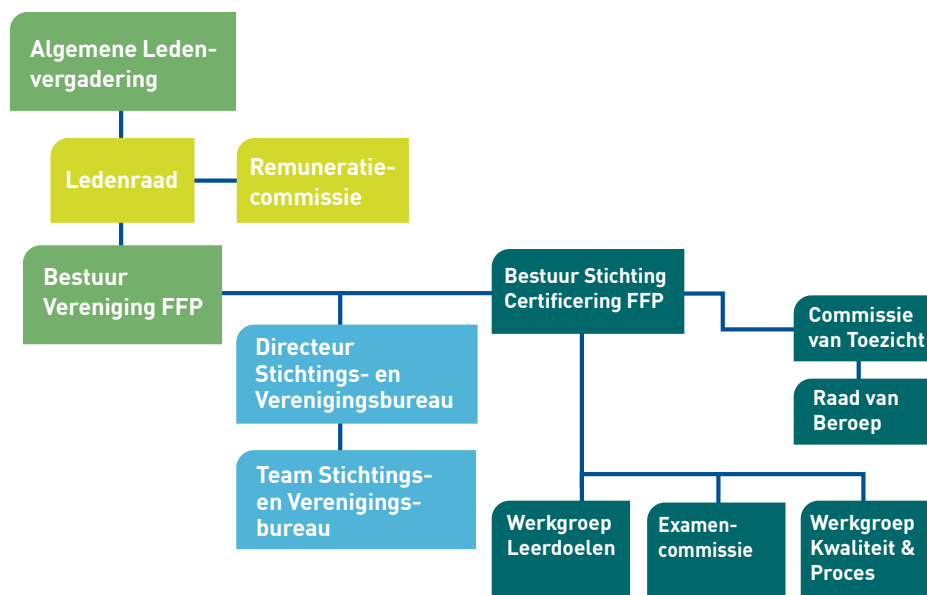 Algemene Leden-
vergadering
Ledenraad
Remuneratie-
commissie
Bestuur
Vereniging FFP
Bestuur Stichting
Certificering FFP
Commissie
van Toezicht
Directeur
Stichtings- en
Verenigingsbureau
Raad van
Beroep
Team Stichtings-
en Verenigings-
bureau
Werkgroep
Leerdoelen
Examen-
commissie
Werkgroep
Kwaliteit &
Proces